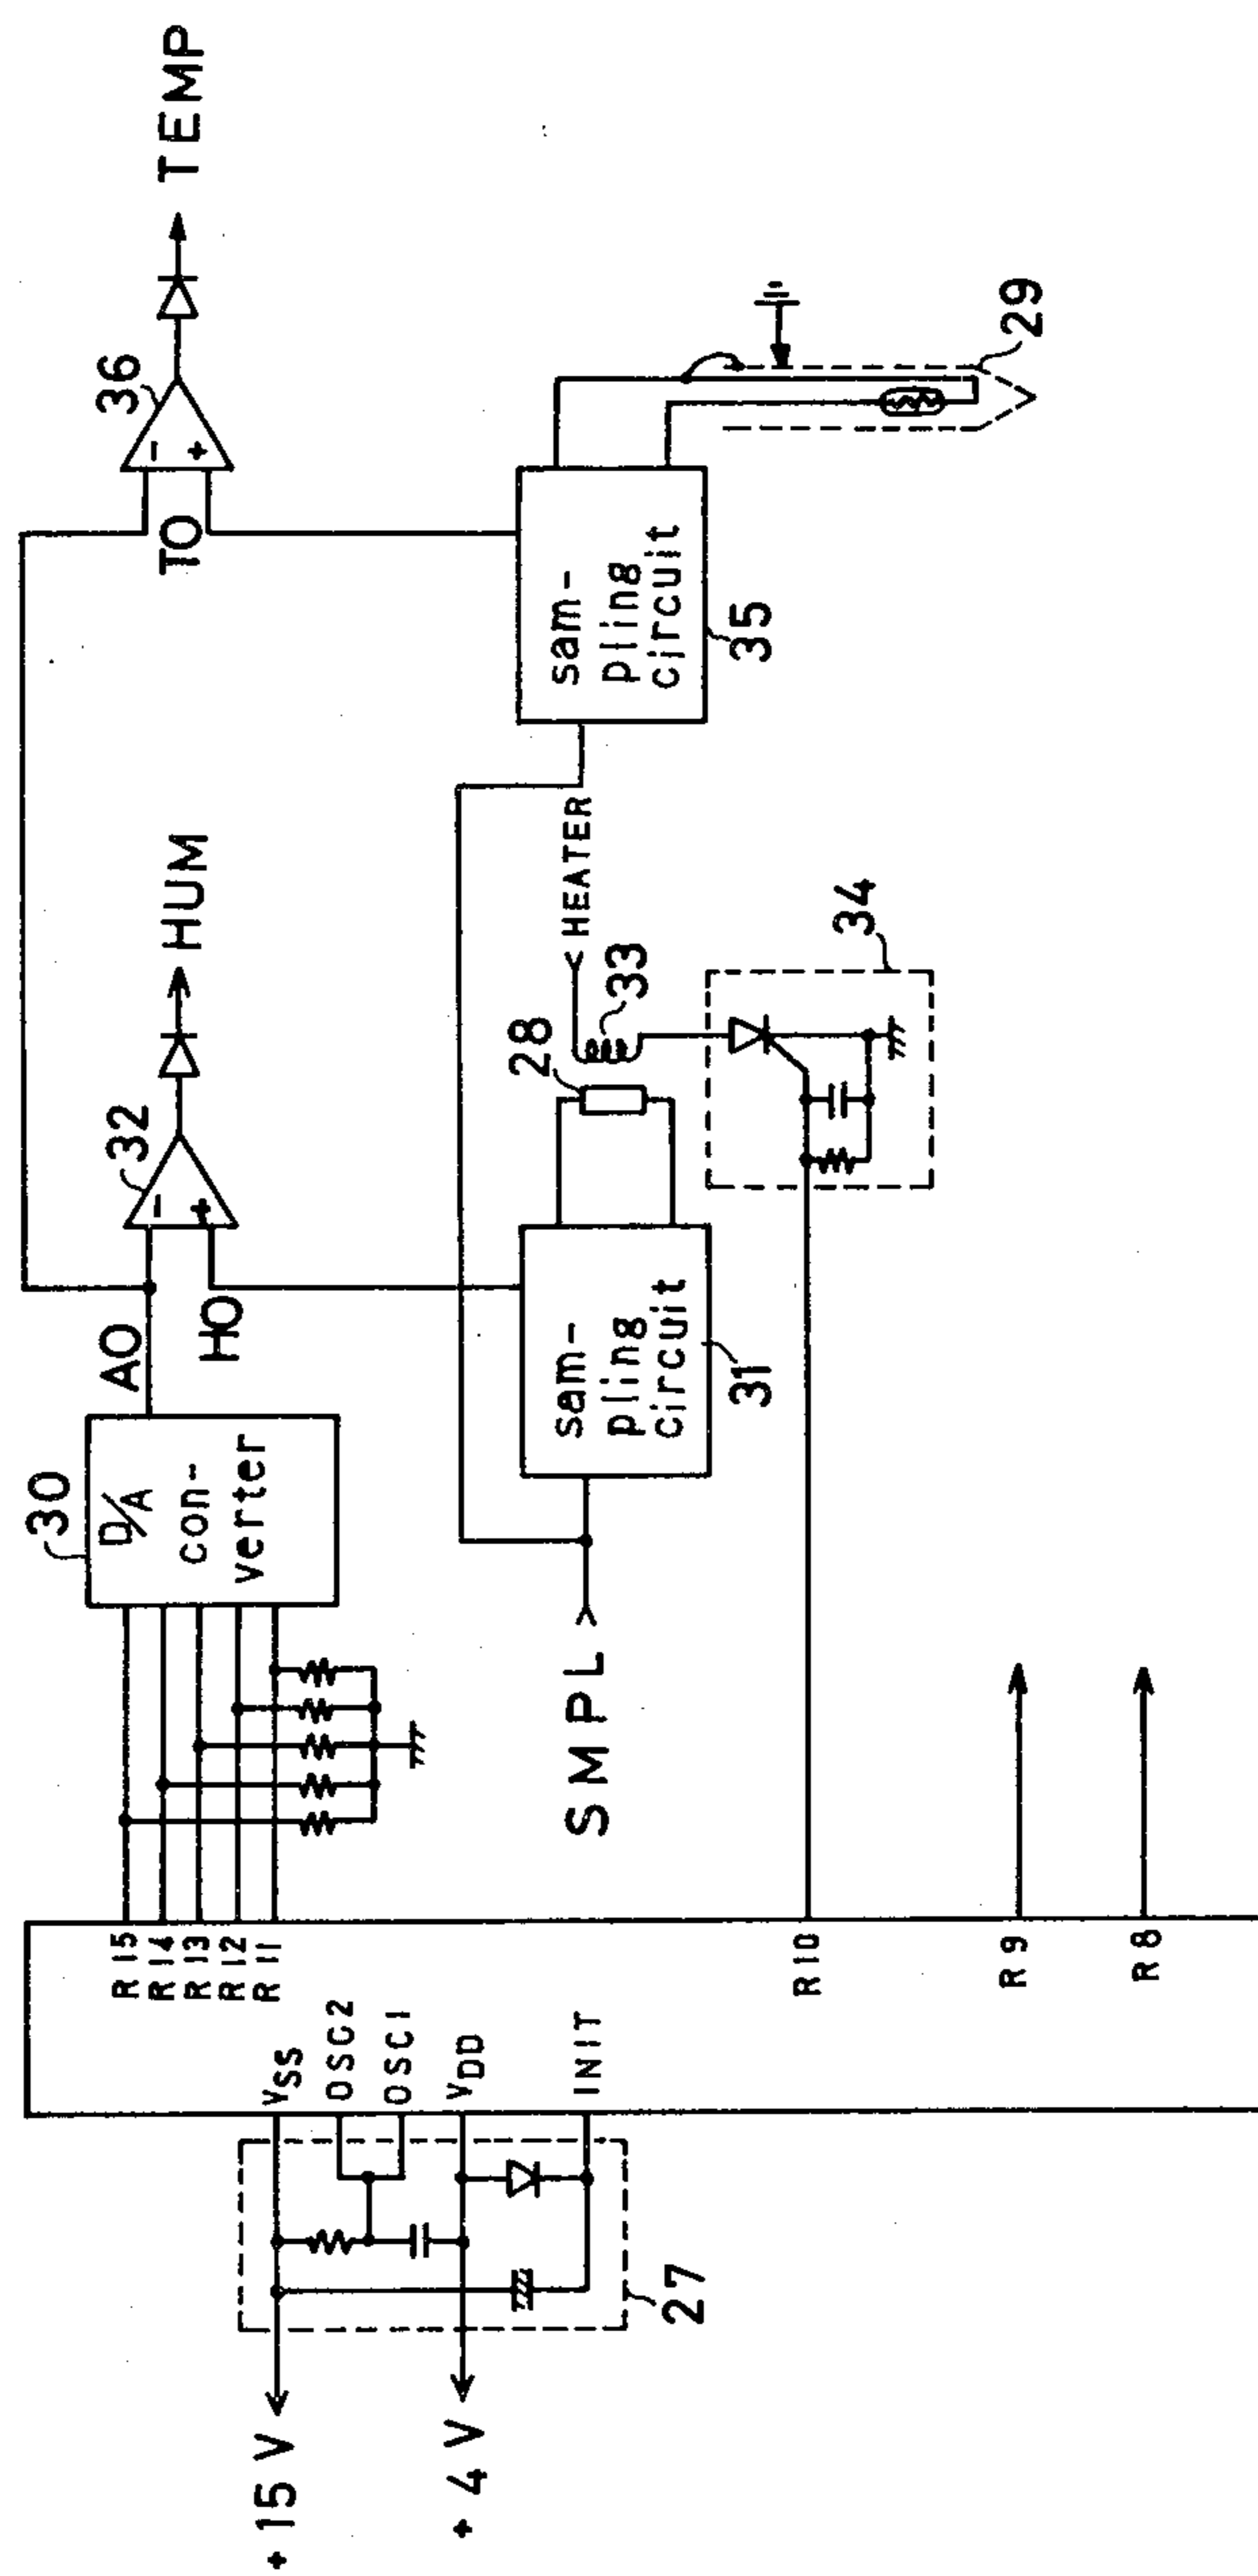 +15 V
+ 4 V
27
VSS
OSC2
OSC1
VDD
INIT
R15
R14
R13
R12
R11
R10
R9
R8
30
D/A
con-
verter
AO
HO
32
HUM
SMPL
sam-
pling
circuit
31
28
33
HEATER
34
TO
36
TEMP
sam-
pling
circuit
35
29